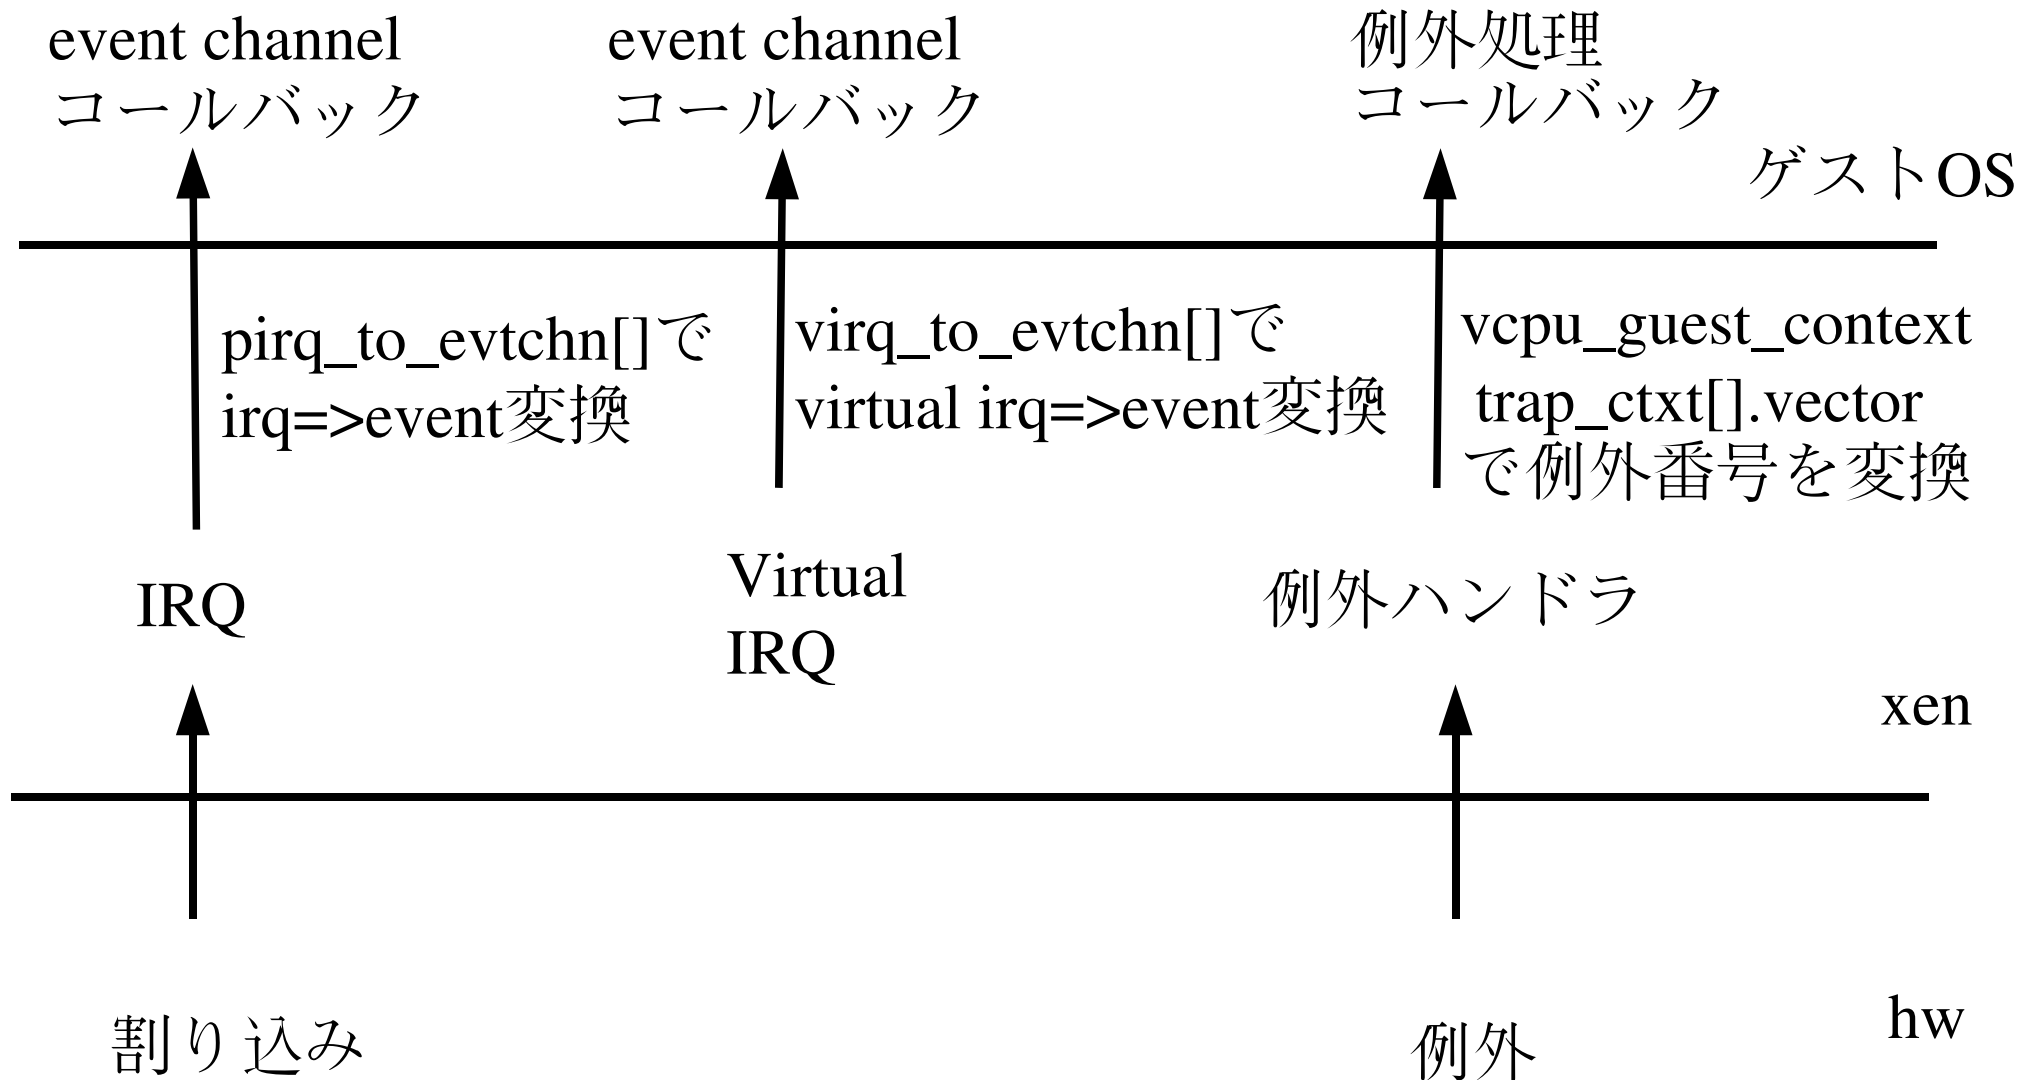 event channel
コールバック
event channel
コールバック
例外処理
コールバック
ゲストOS
pirq_to_evtchn[]で
irq=>event変換
virq_to_evtchn[]で
virtual irq=>event変換
vcpu_guest_context
trap_ctxt[].vector
で例外番号を変換
IRQ
Virtual
IRQ
例外ハンドラ
xen
割り込み
例外
hw